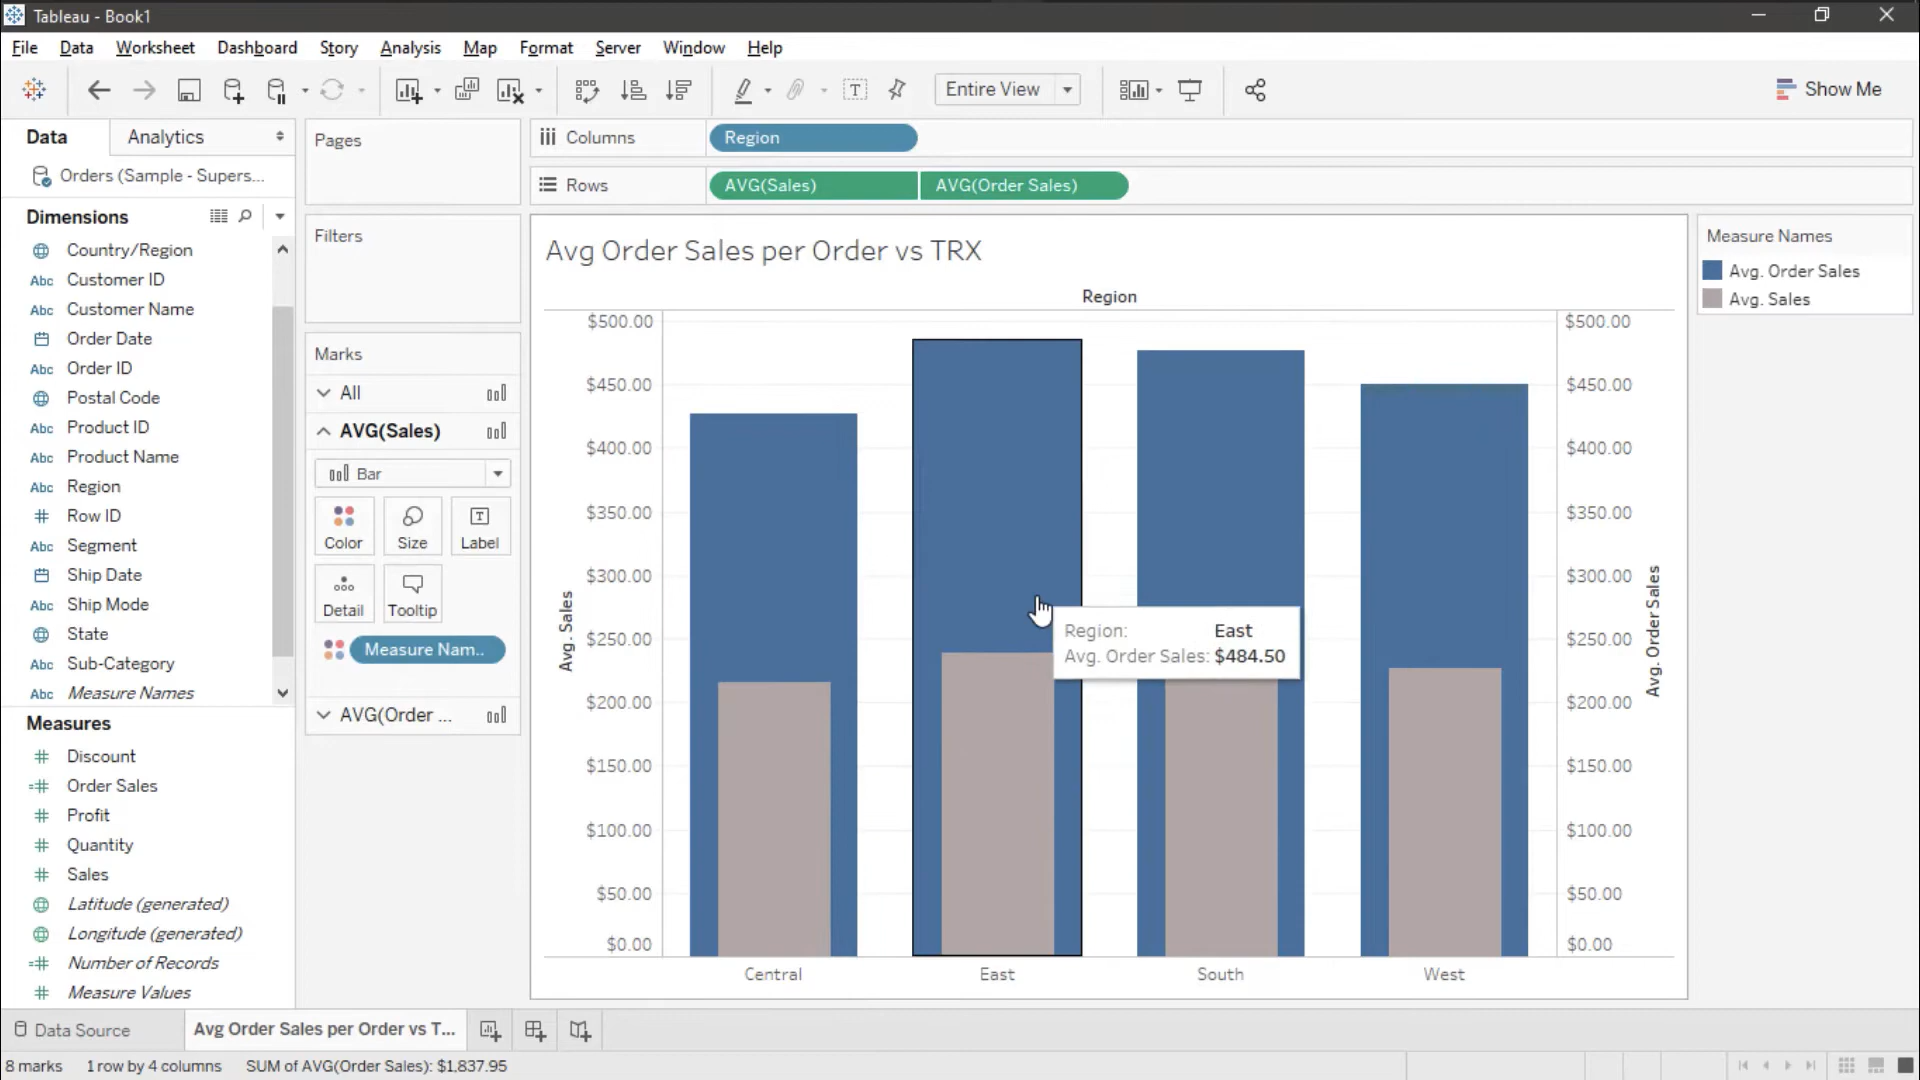 Tableau - Book1
File Data Worksheet Dashboard Story Analysis Map Format Server Window Help
Entire View
Show Me
Data
Analytics
Orders (Sample - Supers...
Dimensions
Country/Region
Abc Customer ID
Abc Customer Name
Order Date
Abc Order ID
Postal Code
Abc Product ID
Abc Product Name
Abc Region
# Row ID
Abc Segment
Ship Date
Abc Ship Mode
State
Abc Sub-Category
Abc Measure Names
Measures
# Discount
=# Order Sales
# Profit
# Quantity
# Sales
Latitude (generated)
Longitude (generated)
=# Number of Records
# Measure Values
Pages
Filters
Marks
All
AVG(Sales)
Bar
Color
Size
T
Label
Detail
Tooltip
Measure Nam..
AVG(Order ...
Columns
Region
Rows
AVG(Sales)
AVG(Order Sales)
Avg Order Sales per Order vs TRX
Region
$500.00
$450.00
$400.00
$350.00
$300.00
$250.00
$200.00
$150.00
$100.00
$50.00
$0.00
Avg. Sales
Region: East
Avg. Order Sales: $484.50
$500.00
$450.00
$400.00
$350.00
$300.00
$250.00
$200.00
$150.00
$100.00
$50.00
$0.00
Avg. Order Sales
Central
East
South
West
Measure Names
Avg. Order Sales
Avg. Sales
Data Source
Avg Order Sales per Order vs T...
8 marks
1 row by 4 columns
SUM of AVG(Order Sales): $1,837.95